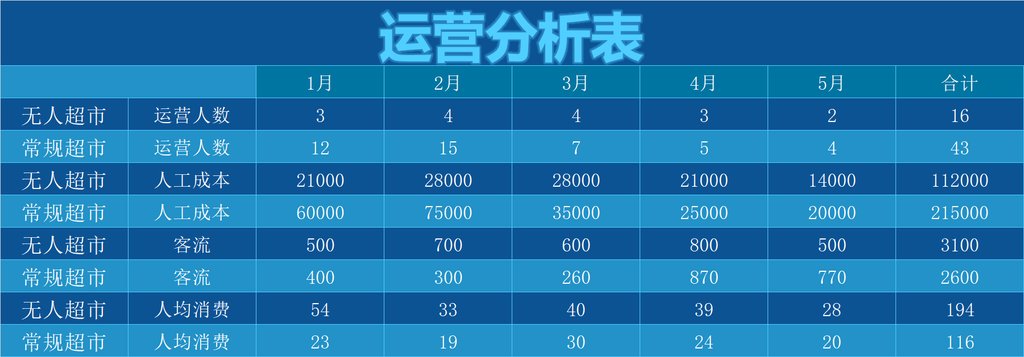 运营分析表
1月 2月 3月 4月 5月 合计
无人超市 运营人数 3 4 4 3 2 16
常规超市 运营人数 12 15 7 5 4 43
无人超市 人工成本 21000 28000 28000 21000 14000 112000
常规超市 人工成本 60000 75000 35000 25000 20000 215000
无人超市 客流 500 700 600 800 500 3100
常规超市 客流 400 300 260 870 770 2600
无人超市 人均消费 54 33 40 39 28 194
常规超市 人均消费 23 19 30 24 20 116